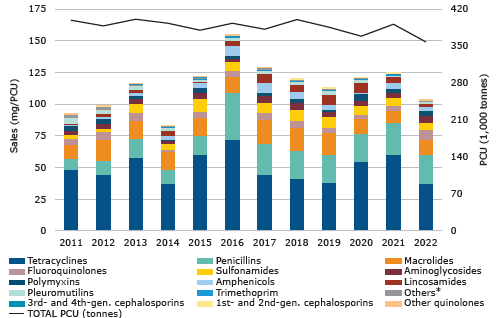 175
150
125
100
75
50
25
0
Sales (mg/PCU)
420
350
280
210
140
70
0
PCU (1,000 tonnes)
2011 2012 2013 2014 2015 2016 2017 2018 2019 2020 2021 2022
Tetracyclines Penicillins Macrolides
Fluoroquinolones Sulfonamides Aminoglycosides
Polymyxins Amphenicols Lincosamides
Pleuromutilins Trimethoprim Others*
3rd- and 4th-gen. cephalosporins 1st- and 2nd-gen. cephalosporins Other quinolones
TOTAL PCU (tonnes)